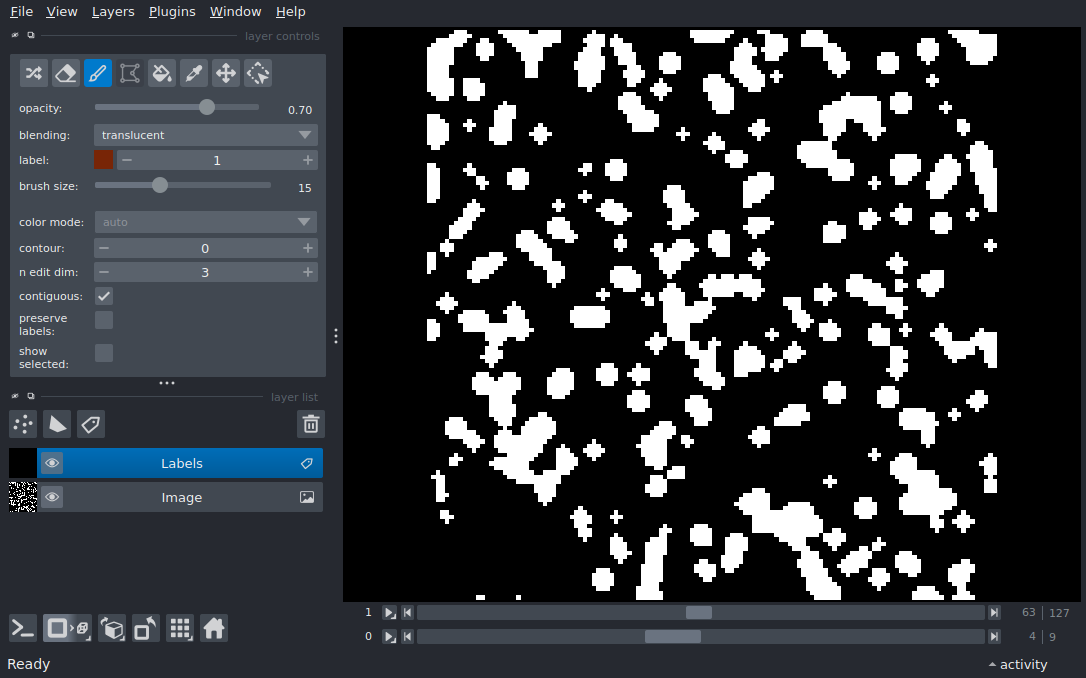 File View Layers Plugins Window Help
layer controls
opacity: 0.70
blending: translucent
label: 1
brush size: 15
color mode: auto
contour: 0
n edit dim: 3
contiguous:
preserve
labels:
show
selected:
layer list
Labels
Image
1 63 127
0 4 9
Ready activity